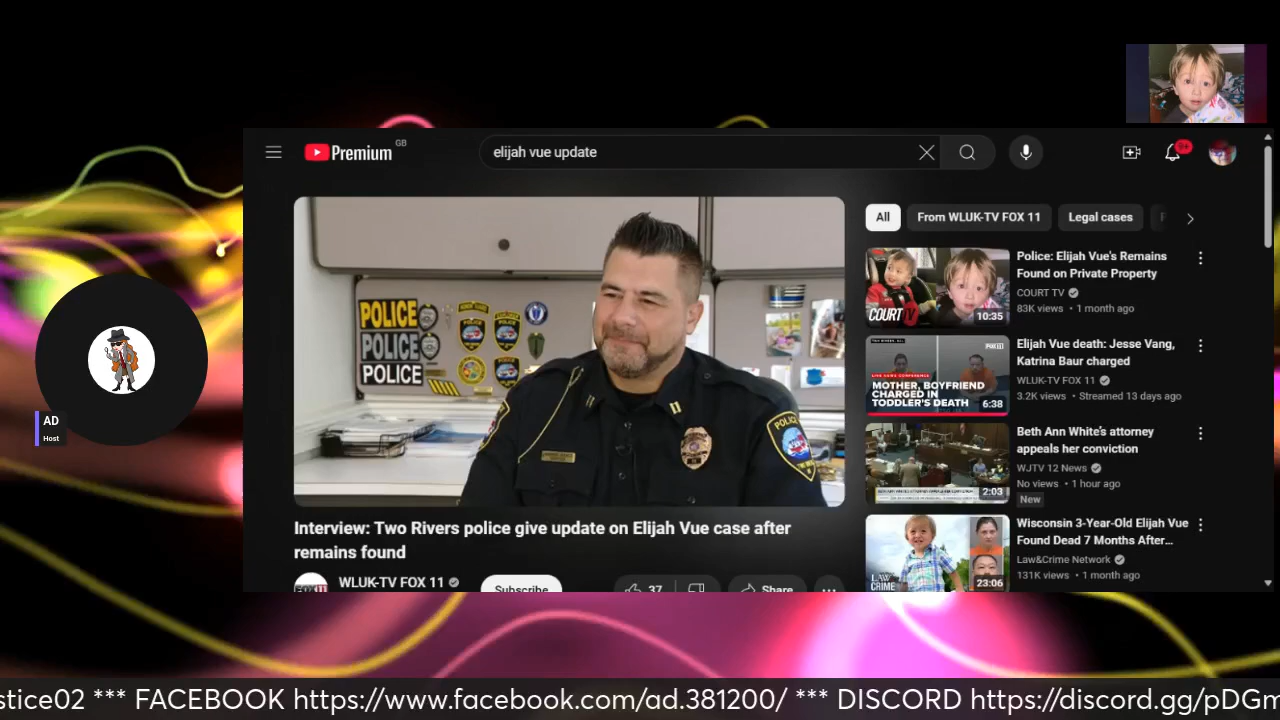 Premium
GB
elijah vue update
9+
All
From WLUK-TV FOX 11
Legal cases
POLICE
POLICE
POLICE
POLICE
Police: Elijah Vue's Remains
Found on Private Property
COURT TV
83K views • 1 month ago
COURT TV
10:35
Elijah Vue death: Jesse Vang,
Katrina Baur charged
WLUK-TV FOX 11
3.2K views • Streamed 13 days ago
FOX 11
MOTHER, BOYFRIEND
CHARGED IN
TODDLER'S DEATH
6:38
Beth Ann White's attorney
appeals her conviction
WJTV 12 News
No views • 1 hour ago
New
2:03
Wisconsin 3-Year-Old Elijah Vue
Found Dead 7 Months After...
Law&Crime Network
131K views • 1 month ago
LAW
CRIME
23:06
AD
Host
Interview: Two Rivers police give update on Elijah Vue case after
remains found
WLUK-TV FOX 11
Subscribe
37
Share
stice02 *** FACEBOOK https://www.facebook.com/ad.381200/ *** DISCORD https://discord.gg/pDGm